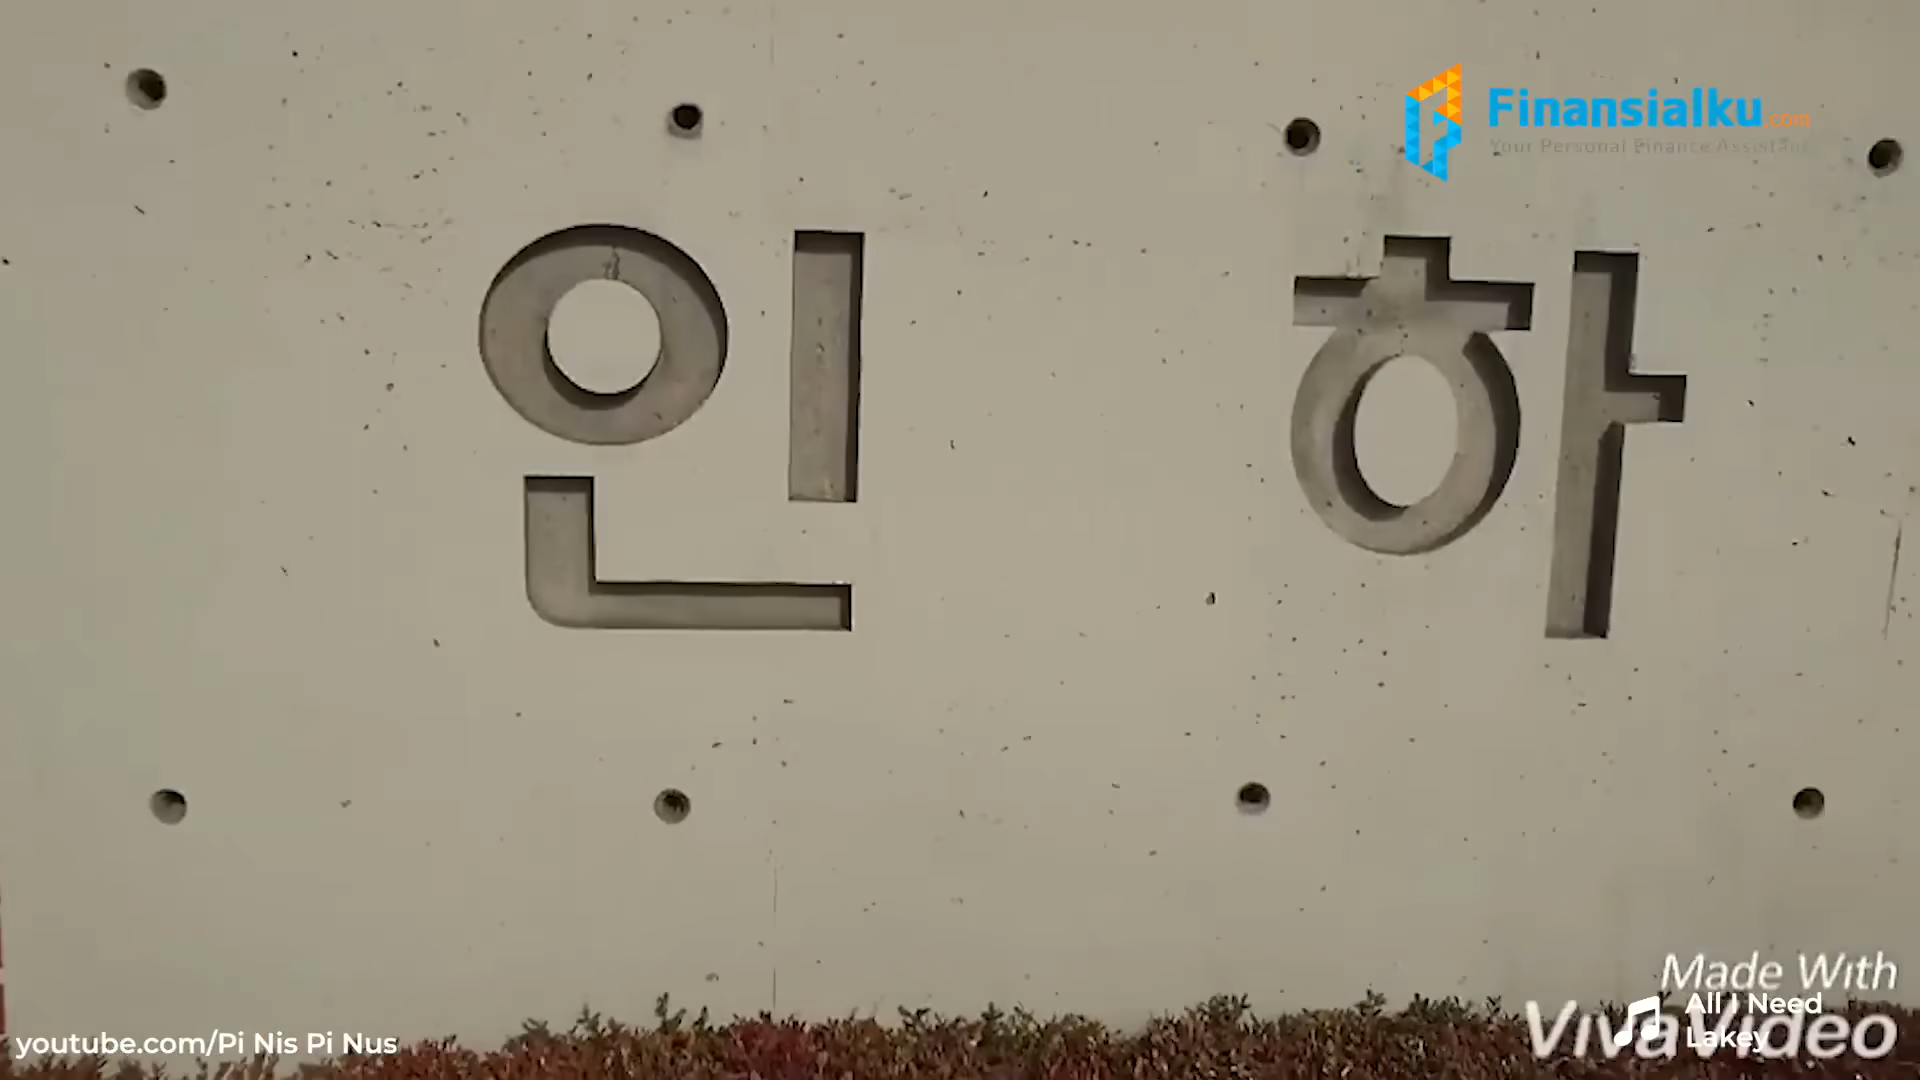 Finansialku.com
Your Personal Finance Assistant
인하
Made With
VivaVideo
All I Need
Lakey
youtube.com/Pi Nis Pi Nus